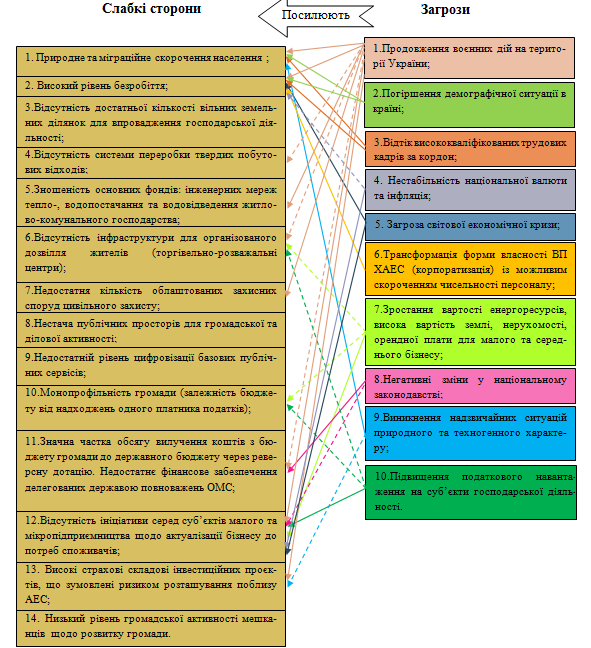 Слабкі сторони
Посилюють
Загрози
1. Природне та міграційне скорочення населення ;
2. Високий рівень безробіття;
3.Відсутність достатньої кількості вільних земель-
них ділянок для впровадження господарської дія-
льності;
4.Відсутність системи переробки твердих побуто-
вих відходів;
5.Зношеність основних фондів: інженерних мереж
тепло-, водопостачання та водовідведення житло-
во-комунального господарства;
6.Відсутність інфраструктури для організованого
дозвілля жителів (торгівельно-розважальні
центри);
7.Недостатня кількість облаштованих захисних
споруд цивільного захисту;
8.Нестача публічних просторів для громадської та
ділової активності;
9.Недостатній рівень цифровізації базових публіч-
них сервісів;
10.Монопрофільність громади (залежність бюдже-
ту від надходжень одного платника податків);
11.Значна частка обсягу вилучення коштів з бю-
джету громади до державного бюджету через реве-
рсну дотацію. Недостатнє фінансове забезпечення
делегованих державою повноважень ОМС;
12.Відсутність ініціативи серед суб’єктів малого та
мікропідприємництва щодо актуалізації бізнесу до
потреб споживачів;
13. Високі страхові складові інвестиційних проєк-
тів, що зумовлені ризиком розташування поблизу
АЕС;
14. Низький рівень громадської активності мешка-
нців щодо розвитку громади.
1.Продовження воєнних дій на терито-
рії України;
2.Погіршення демографічної ситуації в
країні;
3.Відтік висококваліфікованих трудових
кадрів за кордон;
4. Нестабільність національної валюти
та інфляція;
5. Загроза світової економічної кризи;
6.Трансформація форми власності ВП
ХАЕС (корпоратизація) із можливим
скороченням чисельності персоналу;
7.Зростання вартості енергоресурсів,
висока вартість землі, нерухомості,
орендної плати для малого та серед-
нього бізнесу;
8.Негативні зміни у національному
законодавстві;
9.Виникнення надзвичайних ситуацій
природного та техногенного характе-
ру;
10.Підвищення податкового наванта-
ження на суб’єкти господарської діяль-
ності.